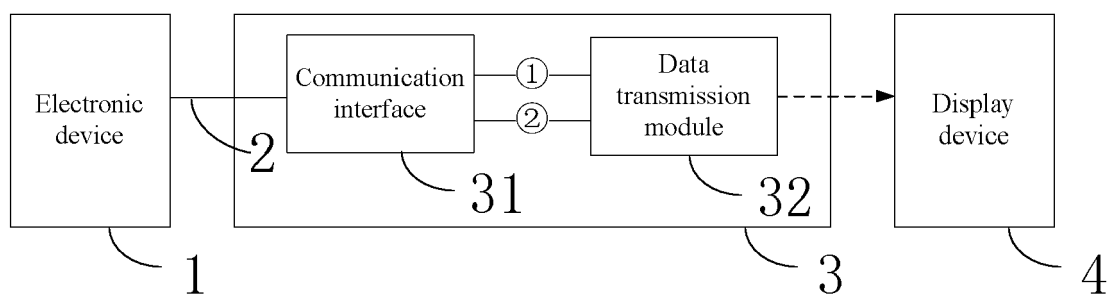 Electronic
device
Communication
interface
①
②
Data
transmission
module
Display
device
2
31
32
1
3
4